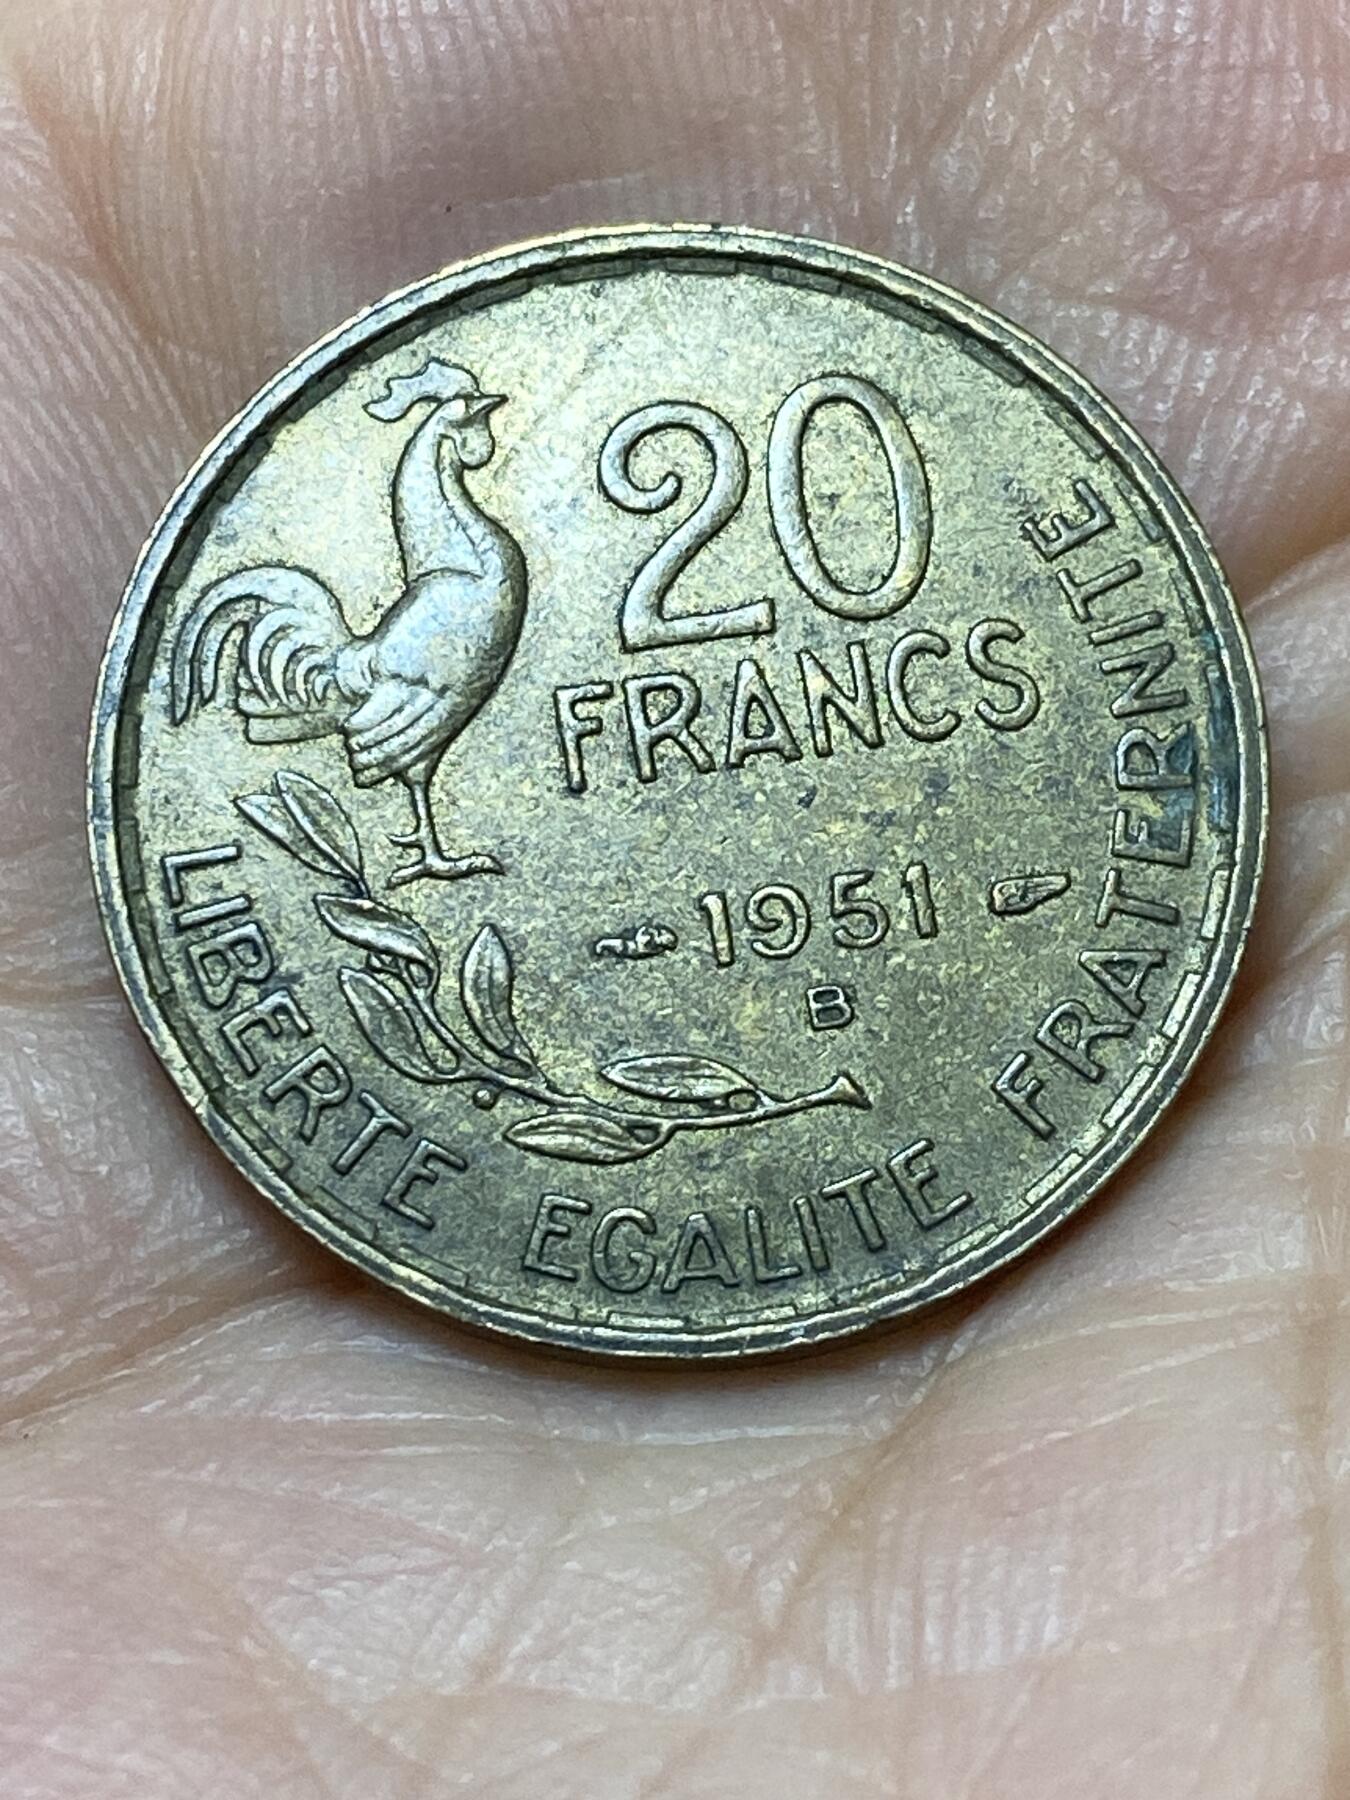 20
FRANCS
1951
B
LIBERTE EGALITE FRATERNITE